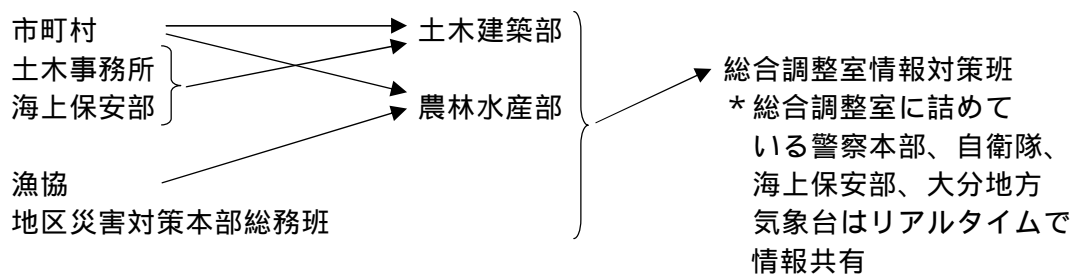 市町村
土木事務所
海上保安部
漁協
地区災害対策本部総務班
土木建築部
農林水産部
総合調整室情報対策班
*総合調整室に詰めて
いる警察本部、自衛隊、
海上保安部、大分地方
気象台はリアルタイムで
情報共有